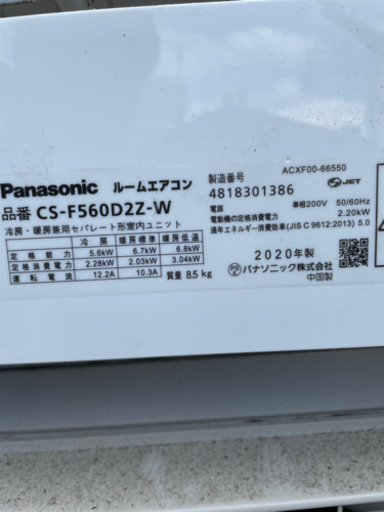 Panasonic ルームエアコン
品番 CS-F560D2Z-W
冷房・暖房兼用セパレート形室内ユニット
冷房 暖房標準 暖房低温
定格能力 5.6kW 6.7kW 6.8kW
定格消費電力 2.28kW 2.03kW 3.04kW
運転電流 12.2A 10.3A
質量 8.5kg
ACXF00-66550
製造番号
4818301386
JET
電源 単相200V 50/60Hz
電動機の定格消費電力 2.20kW
通年エネルギー消費効率(JIS C 9612:2013) 5.0
2020年製
パナソニック株式会社
中国製